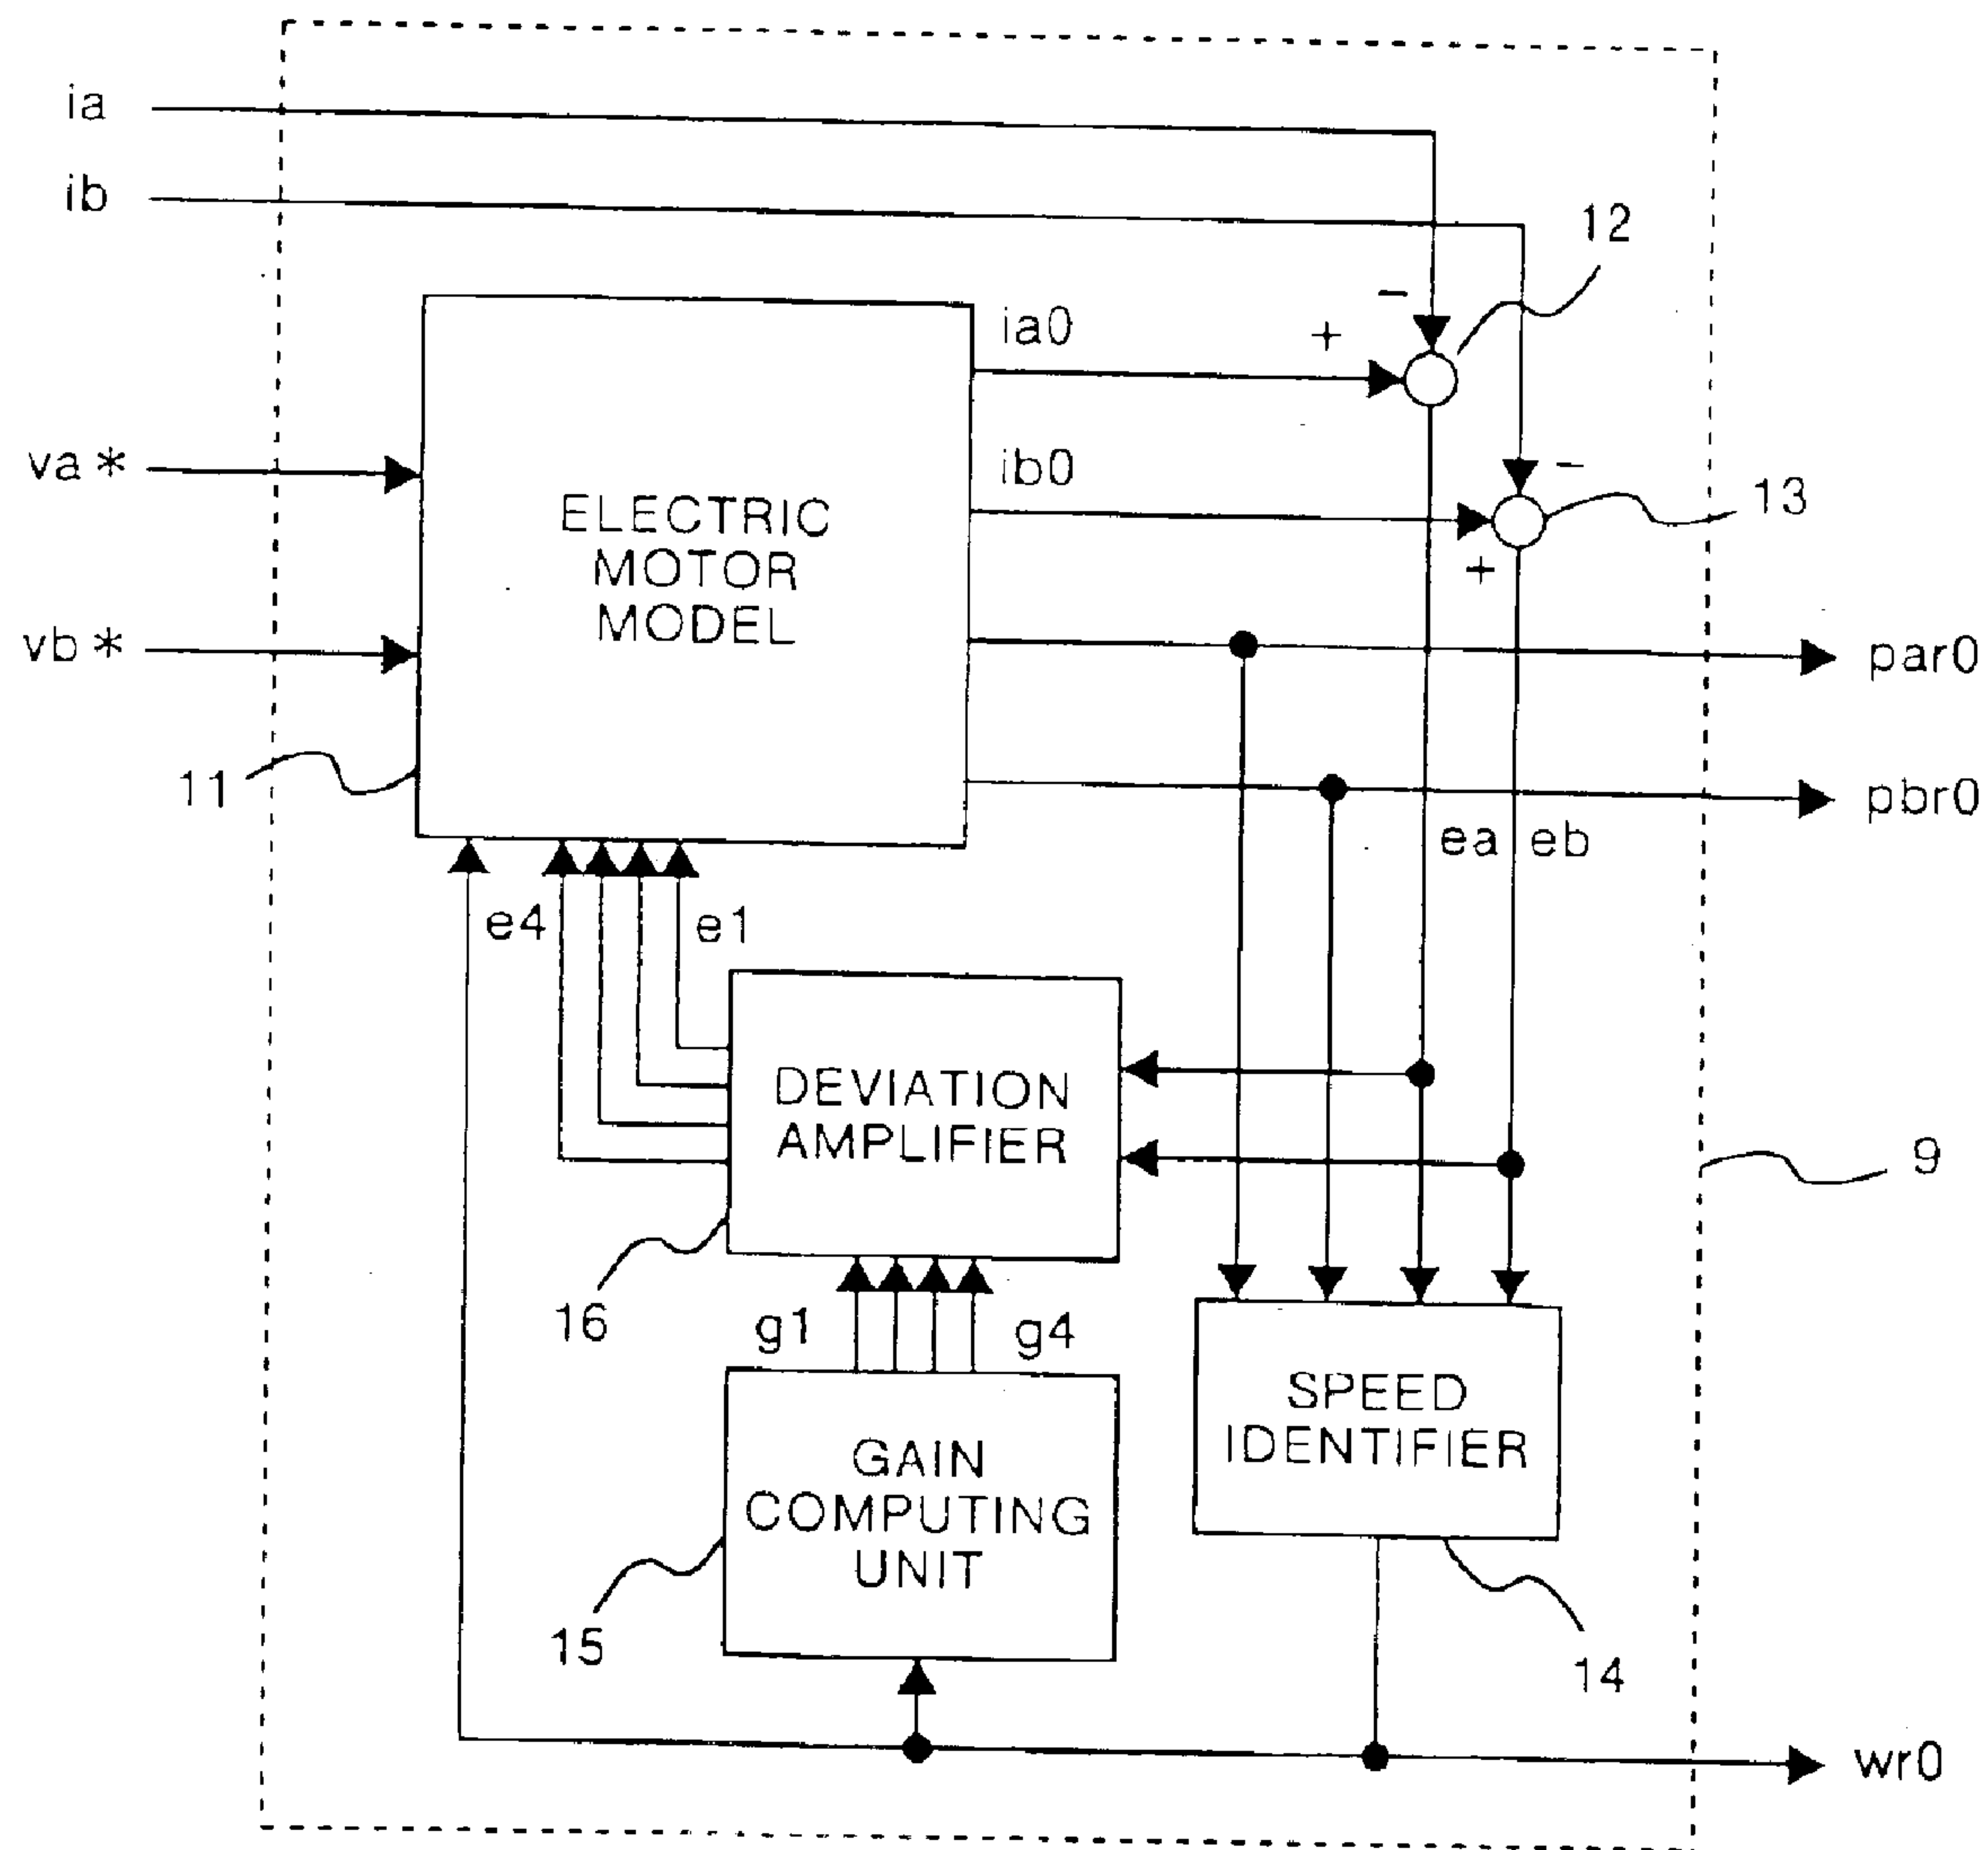 ia
ib
12
−
ia0
+
va*
ib0
−
13
ELECTRIC
MOTOR
MODEL
+
vb*
par0
11
pbr0
ea
eb
e4
e1
DEVIATION
AMPLIFIER
9
16
g1
g4
SPEED
IDENTIFIER
GAIN
COMPUTING
UNIT
15
14
wr0